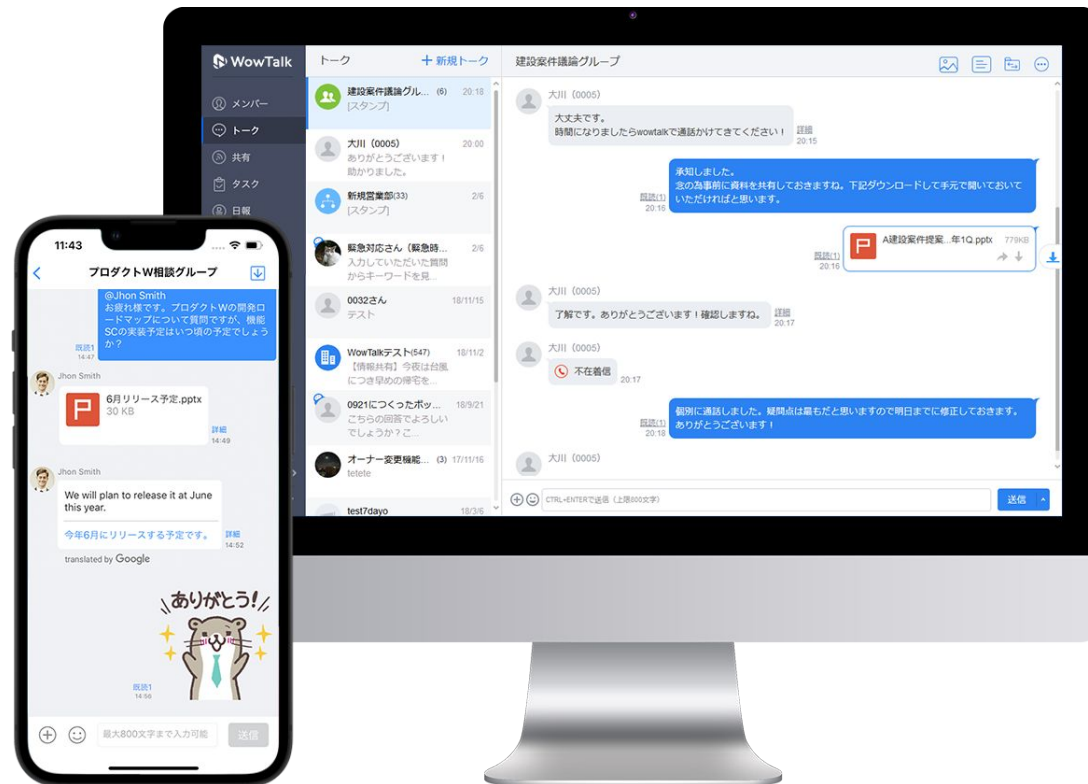 WowTalk
メンバー
トーク
共有
タスク
日報
トーク
+ 新規トーク
建設案件議論グル... (6) 20:18
[スタンプ]
大川（0005） 20:00
ありがとうございます！
助かりました。
新規営業部(33) 2/6
[スタンプ]
緊急対応さん（緊急時... 2/6
入力していただいた質問
からキーワードを見...
0032さん 18/11/15
テスト
WowTalkテスト(547) 18/11/2
【情報共有】今夜は台風
につき早めの帰宅を...
0921につくったボッ... 18/9/21
こちらの回答でよろしい
でしょうか？こ...
オーナー変更機能... (3) 17/11/16
tetete
test7dayo 18/3/6
建設案件議論グループ
大川（0005）
大丈夫です。
時間になりましたらwowtalkで通話かけてきてください！
詳細
20:15
承知しました。
念の為事前に資料を共有しておきますね。下記ダウンロードして手元で開いておいて
いただければと思います。
既読(1)
20:16
A建設案件提案...年1Q.pptx 779KB
既読(1)
20:16
大川（0005）
了解です。ありがとうございます！確認しますね。
詳細
20:17
大川（0005）
不在着信
20:17
個別に通話しました。疑問点は最もだと思いますので明日までに修正しておきます。
ありがとうございます！
既読(1)
20:18
大川（0005）
CTRL+ENTERで送信（上限800文字）
送信
11:43
プロダクトW相談グループ
@Jhon Smith
お疲れ様です。プロダクトWの開発ロ
ードマップについて質問ですが、機能
SCの実装予定はいつ頃の予定でしょう
か？
既読1
14:47
Jhon Smith
6月リリース予定.pptx
30 KB
詳細
14:49
Jhon Smith
We will plan to release it at June
this year.
今年6月にリリースする予定です。
詳細
14:52
translated by Google
ありがとう!
既読1
14:56
最大800文字まで入力可能
送信